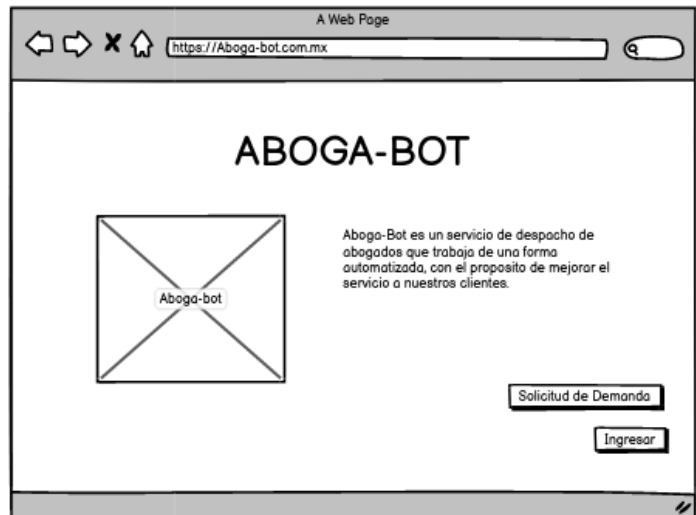 A Web Page
https://Aboga-bot.com.mx
ABOGA-BOT
Aboga-Bot es un servicio de despacho de
abogados que trabaja de una forma
automatizada, con el proposito de mejorar el
servicio a nuestros clientes.
Aboga-bot
Solicitud de Demanda
Ingresar